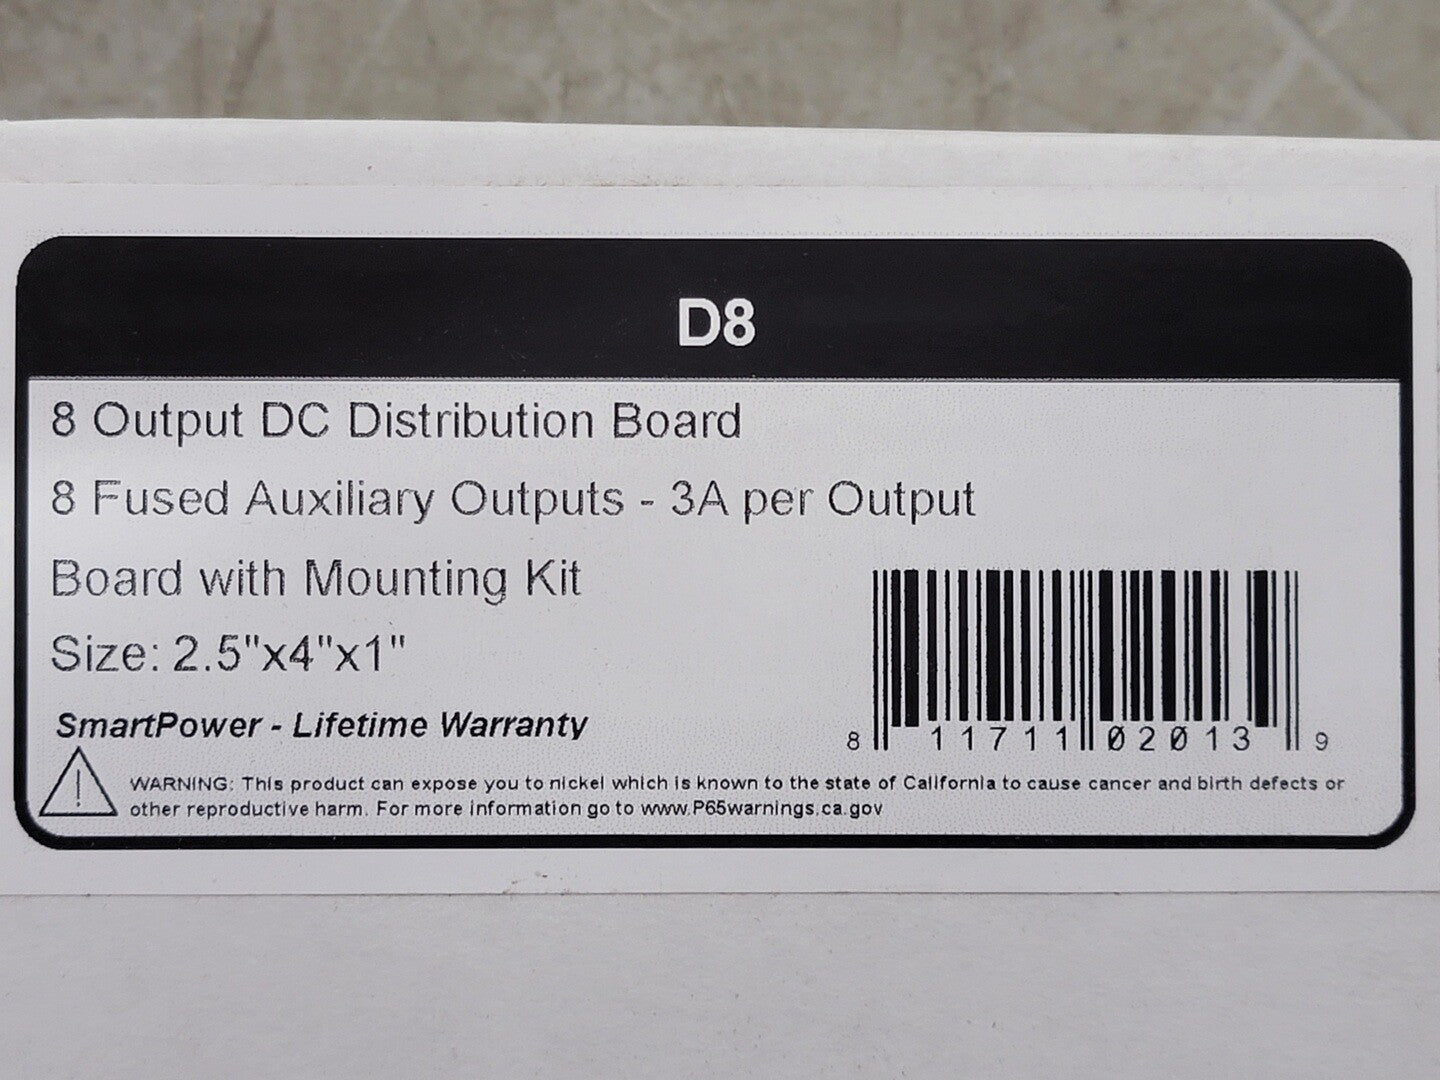 D8
8 Output DC Distribution Board
8 Fused Auxiliary Outputs - 3A per Output
Board with Mounting Kit
Size: 2.5"x4"x1"
SmartPower - Lifetime Warranty
8 11711 02013 9
WARNING: This product can expose you to nickel which is known to the state of California to cause cancer and birth defects or
other reproductive harm. For more information go to www.P65warnings.ca.gov